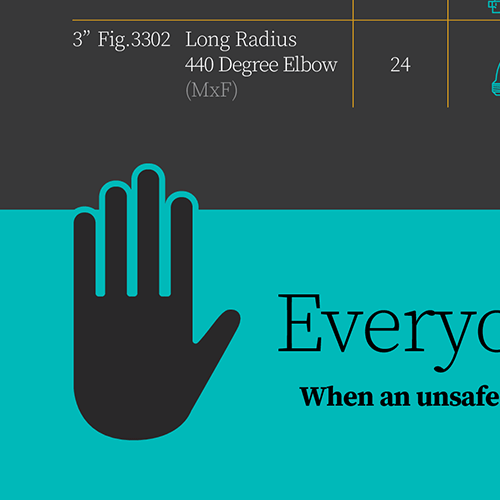 3” Fig.3302 Long Radius
440 Degree Elbow 24
(MxF)
Everyo
When an unsafe